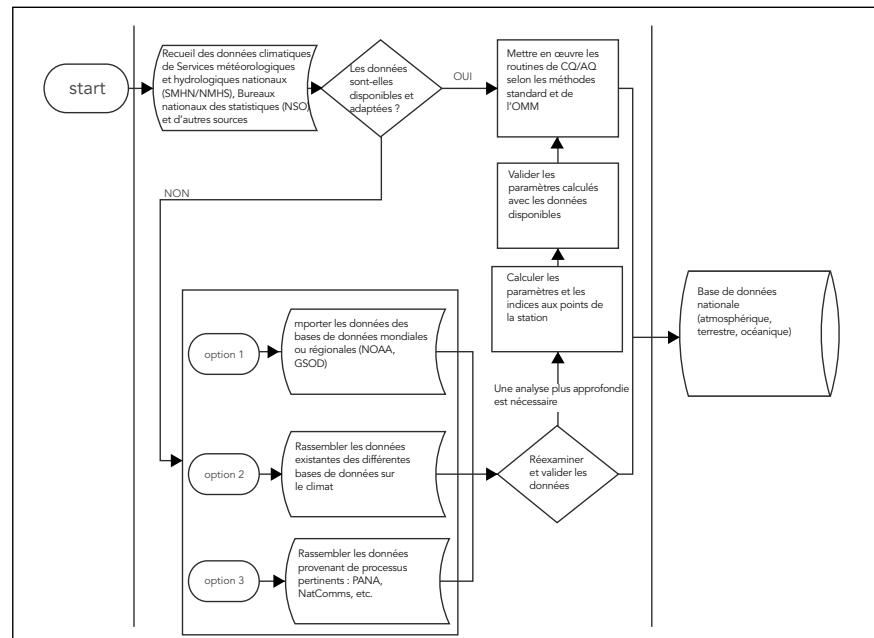 start
Recueil des données climatiques
de Services météorologiques
et hydrologiques nationaux
(SMHN/NMHS), Bureaux
nationaux des statistiques (NSO)
et d'autres sources
Les données
sont-elles
disponibles et
adaptées ?
OUI
Mettre en œuvre les
routines de CQ/AQ
selon les méthodes
standard et de
l'OMM
NON
Valider les
paramètres calculés
avec les données
disponibles
Calculer les
paramètres et les
indices aux points de
la station
Base de données
nationale
(atmosphérique,
terrestre, océanique)
option 1
mporter les données des
bases de données mondiales
ou régionales (NOAA,
GSOD)
Une analyse plus approfondie
est nécessaire
option 2
Rassembler les données
existantes des différentes
bases de données sur
le climat
Réexaminer
et valider les
données
option 3
Rassembler les données
provenant de processus
pertinents : PANA,
NatComms, etc.